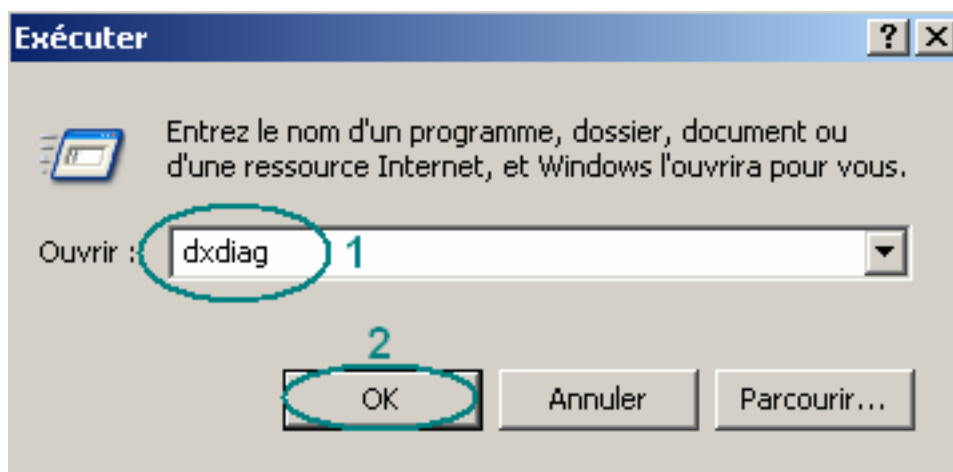 Exécuter
Entrez le nom d'un programme, dossier, document ou
d'une ressource Internet, et Windows l'ouvrira pour vous.
Ouvrir : dxdiag 1
2
OK Annuler Parcourir...